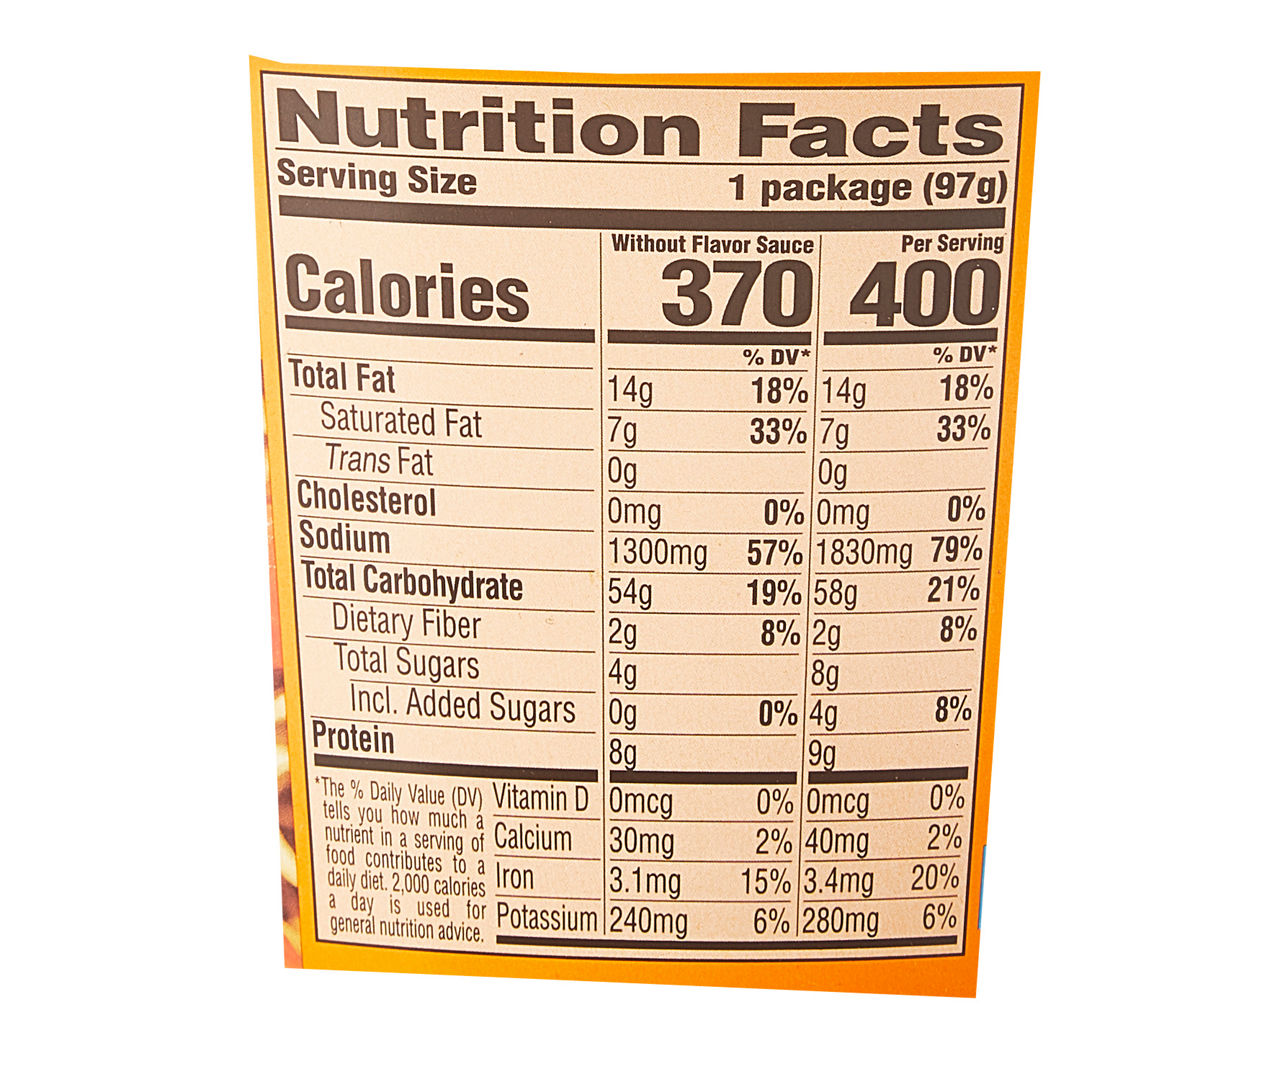 Nutrition Facts
Serving Size 1 package (97g)
Without Flavor Sauce Per Serving
Calories 370 400
% DV* % DV*
Total Fat 14g 18% 14g 18%
Saturated Fat 7g 33% 7g 33%
Trans Fat 0g 0g
Cholesterol 0mg 0% 0mg 0%
Sodium 1300mg 57% 1830mg 79%
Total Carbohydrate 54g 19% 58g 21%
Dietary Fiber 2g 8% 2g 8%
Total Sugars 4g 8g
Incl. Added Sugars 0g 0% 4g 8%
Protein 8g 9g
Vitamin D 0mcg 0% 0mcg 0%
Calcium 30mg 2% 40mg 2%
Iron 3.1mg 15% 3.4mg 20%
Potassium 240mg 6% 280mg 6%
*The % Daily Value (DV)
tells you how much a
nutrient in a serving of
food contributes to a
daily diet. 2,000 calories
a day is used for
general nutrition advice.